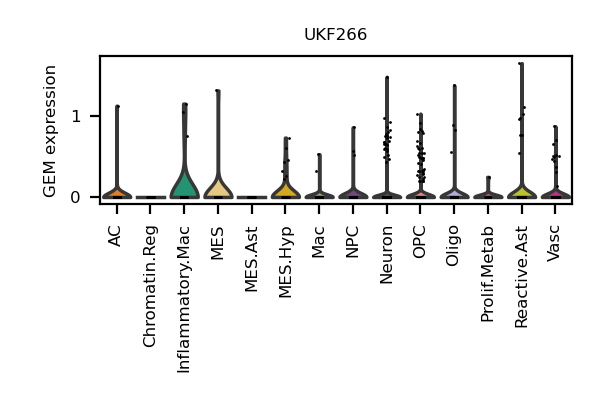 UKF266
GEM expression
1
0
AC
Chromatin.Reg
Inflammatory.Mac
MES
MES.Ast
MES.Hyp
Mac
NPC
Neuron
OPC
Oligo
Prolif.Metab
Reactive.Ast
Vasc